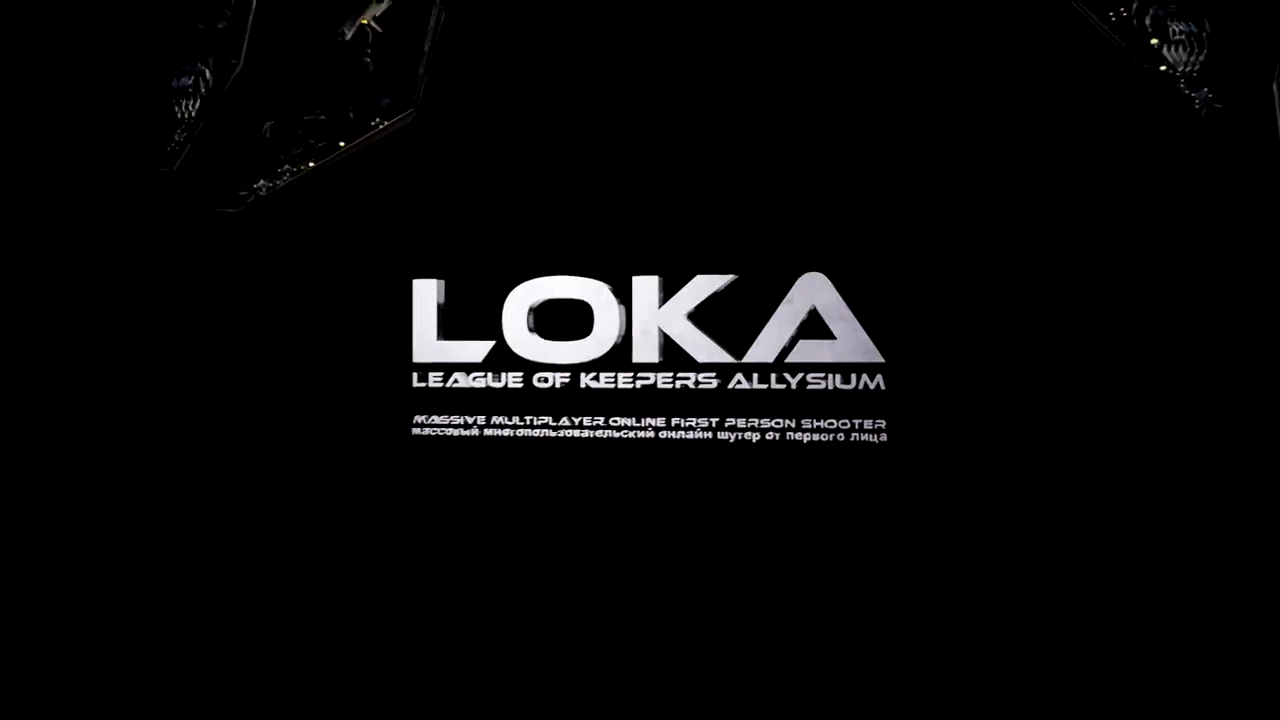 LOKA
LEAGUE OF KEEPERS ALLYSIUM
MASSIVE MULTIPLAYER ONLINE FIRST PERSON SHOOTER
массовый многопользовательский онлайн шутер от первого лица